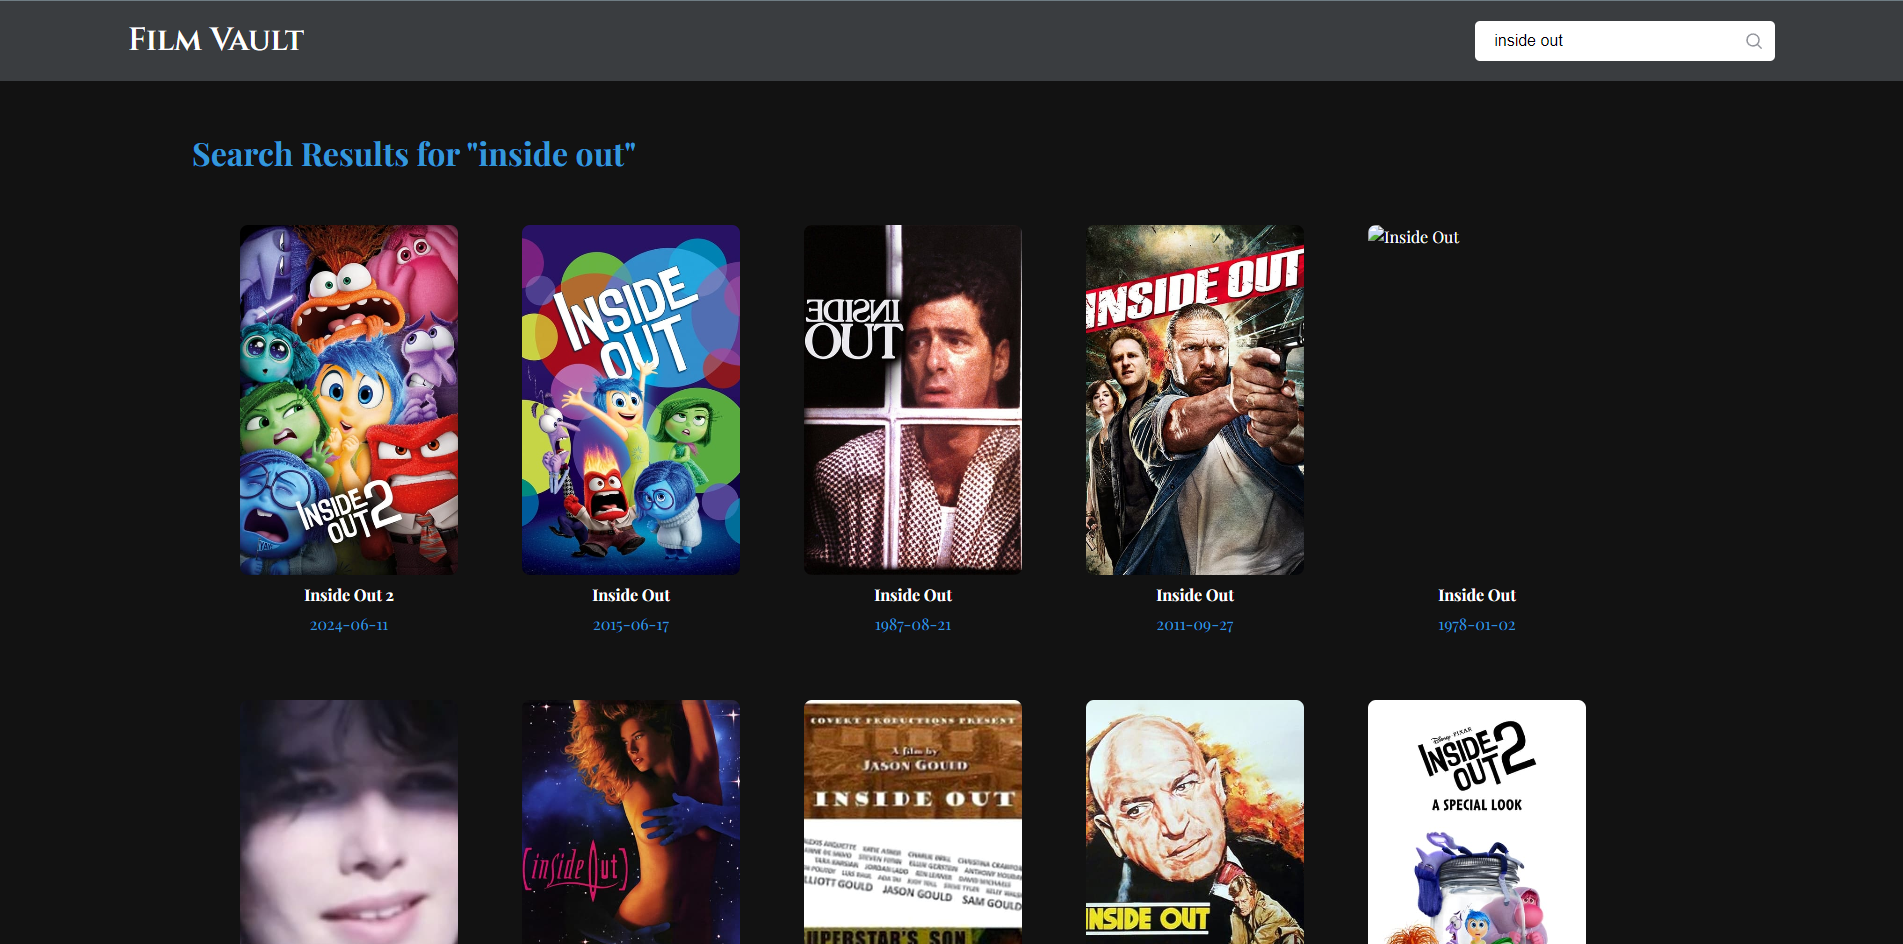 FILM VAULT
inside out
Search Results for "inside out"
INSIDE
OUT 2
INSIDE
OUT
INSIDE
OUT
INSIDE OUT
Inside Out
Inside Out 2
Inside Out
Inside Out
Inside Out
Inside Out
2024-06-11
2015-06-17
1987-08-21
2011-09-27
1978-01-02
(inside Out)
COVERT PRODUCTIONS PRESENT
A film by
JASON GOULD
INSIDE OUT
ELLIOTT GOULD JASON GOULD SAM GOULD
SUPERSTAR'S SON
INSIDE OUT
Disney PIXAR
INSIDE
OUT 2
A SPECIAL LOOK